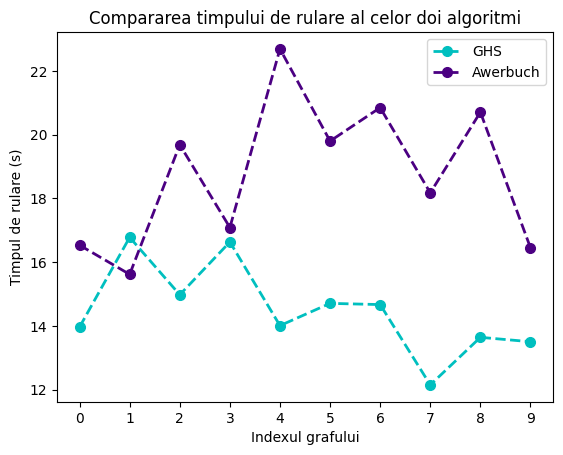 Compararea timpului de rulare al celor doi algoritmi
GHS
Awerbuch
Timpul de rulare (s)
22
20
18
16
14
12
0 1 2 3 4 5 6 7 8 9
Indexul grafului